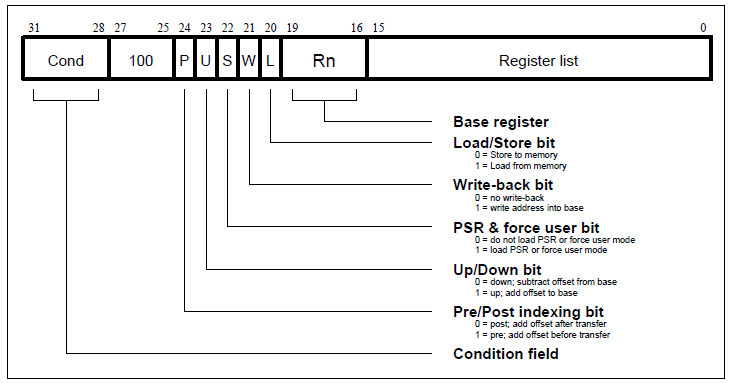 31 28 27 25 24 23 22 21 20 19 16 15 0
Cond 100 P U S W L Rn Register list
Base register
Load/Store bit
0 = Store to memory
1 = Load from memory
Write-back bit
0 = no write-back
1 = write address into base
PSR & force user bit
0 = do not load PSR or force user mode
1 = load PSR or force user mode
Up/Down bit
0 = down; subtract offset from base
1 = up; add offset to base
Pre/Post indexing bit
0 = post; add offset after transfer
1 = pre; add offset before transfer
Condition field